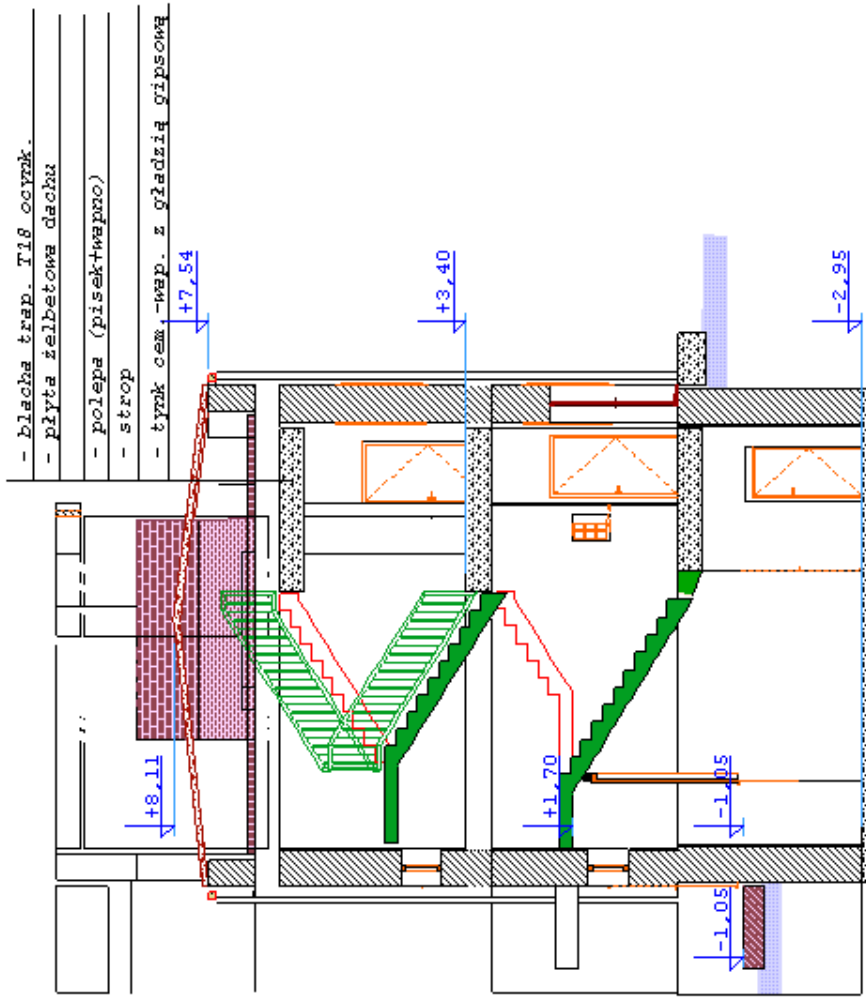 - blacha trap. T18 ocynk.
- płyta żelbetowa dachu
- polepa (pisek+wapno)
- strop
- tynk cem -wap. z gładzią gipsową
+7,54
+3,40
-2,95
+8,11
+1,70
-1,05
-1,05